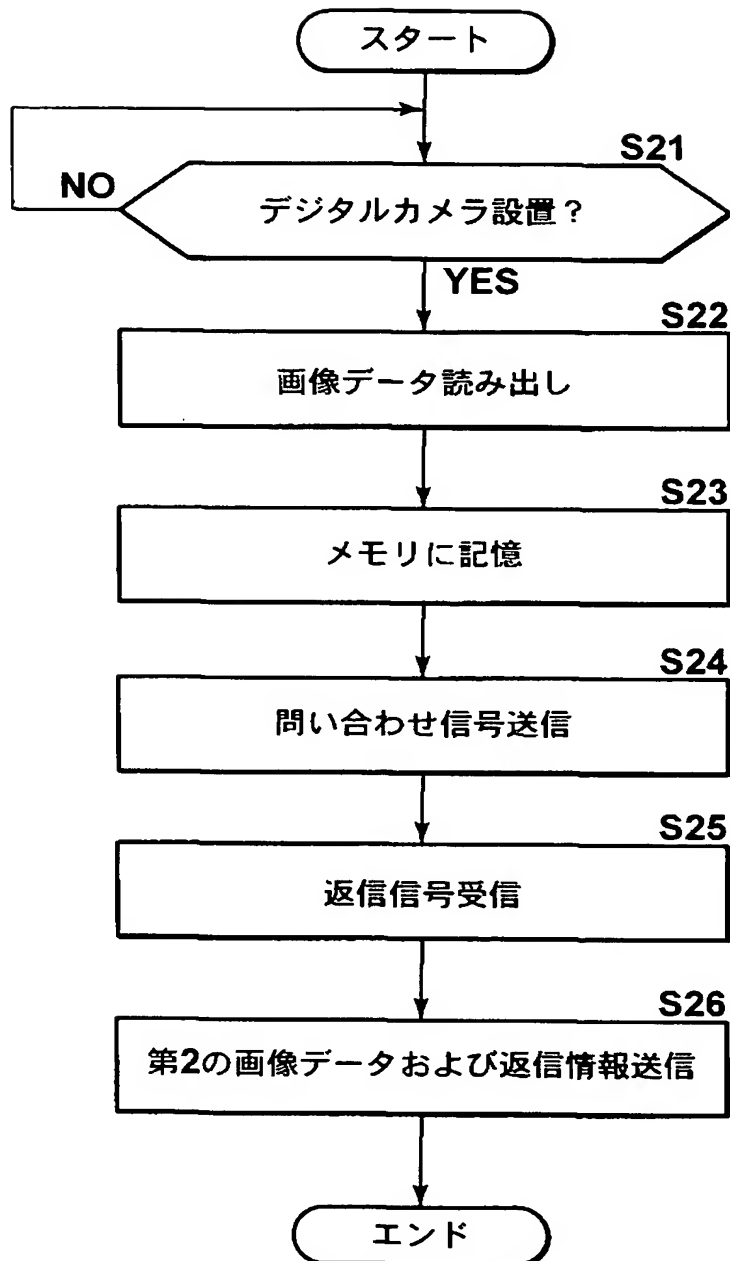 スタート
S21
NO
デジタルカメラ設置？
YES
S22
画像データ読み出し
S23
メモリに記憶
S24
問い合わせ信号送信
S25
返信信号受信
S26
第2の画像データおよび返信情報送信
エンド